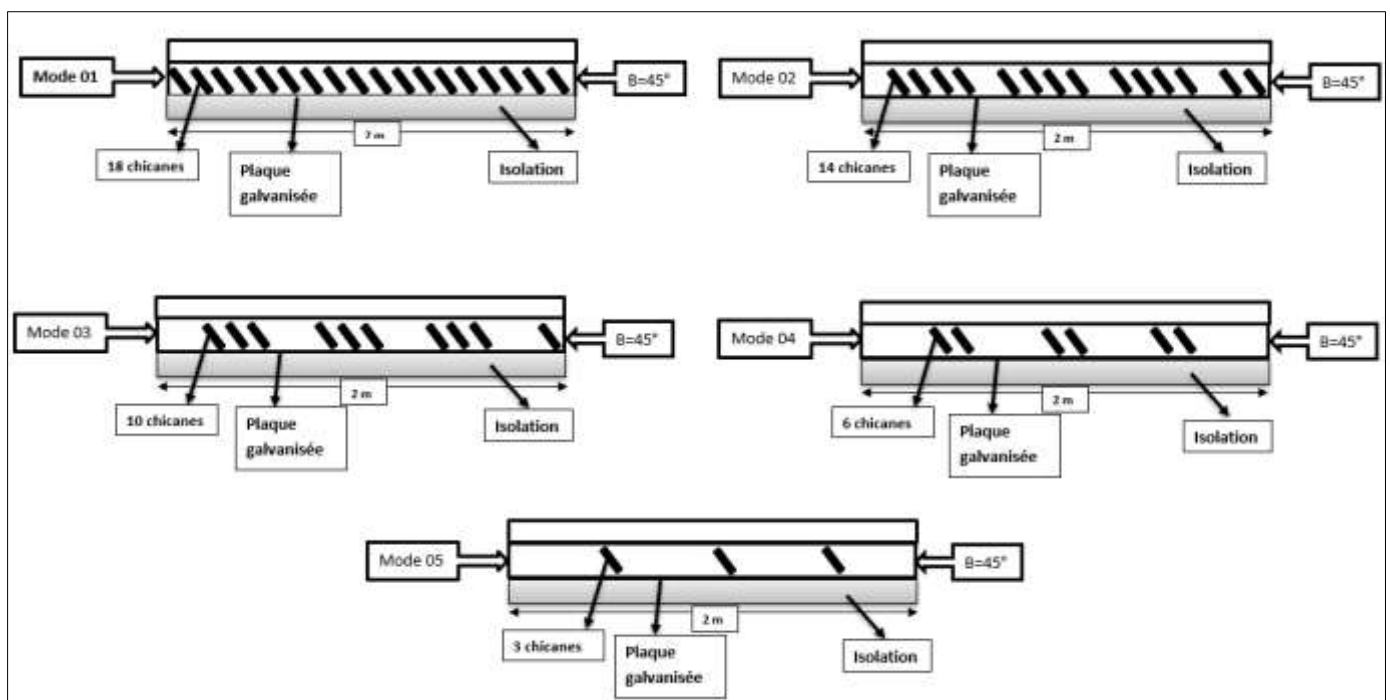 Mode 01
B=45°
2 m
18 chicanes
Plaque
galvanisée
Isolation
Mode 02
B=45°
2 m
14 chicanes
Plaque
galvanisée
Isolation
Mode 03
B=45°
2 m
10 chicanes
Plaque
galvanisée
Isolation
Mode 04
B=45°
2 m
6 chicanes
Plaque
galvanisée
Isolation
Mode 05
B=45°
2 m
3 chicanes
Plaque
galvanisée
Isolation